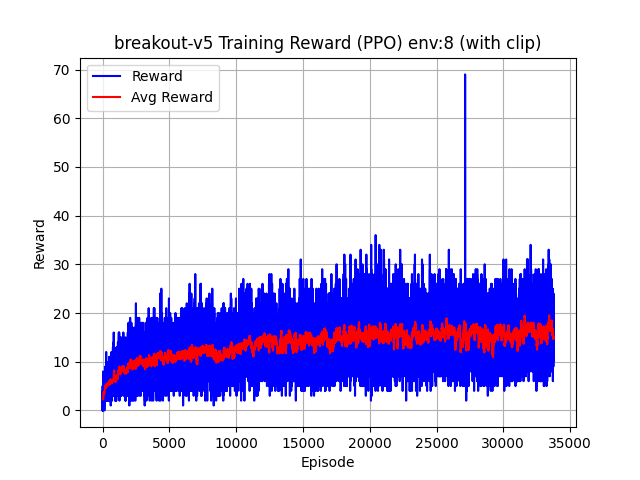 breakout-v5 Training Reward (PPO) env:8 (with clip)
Reward
Avg Reward
70
60
50
40
30
20
10
0
Reward
0 5000 10000 15000 20000 25000 30000 35000
Episode